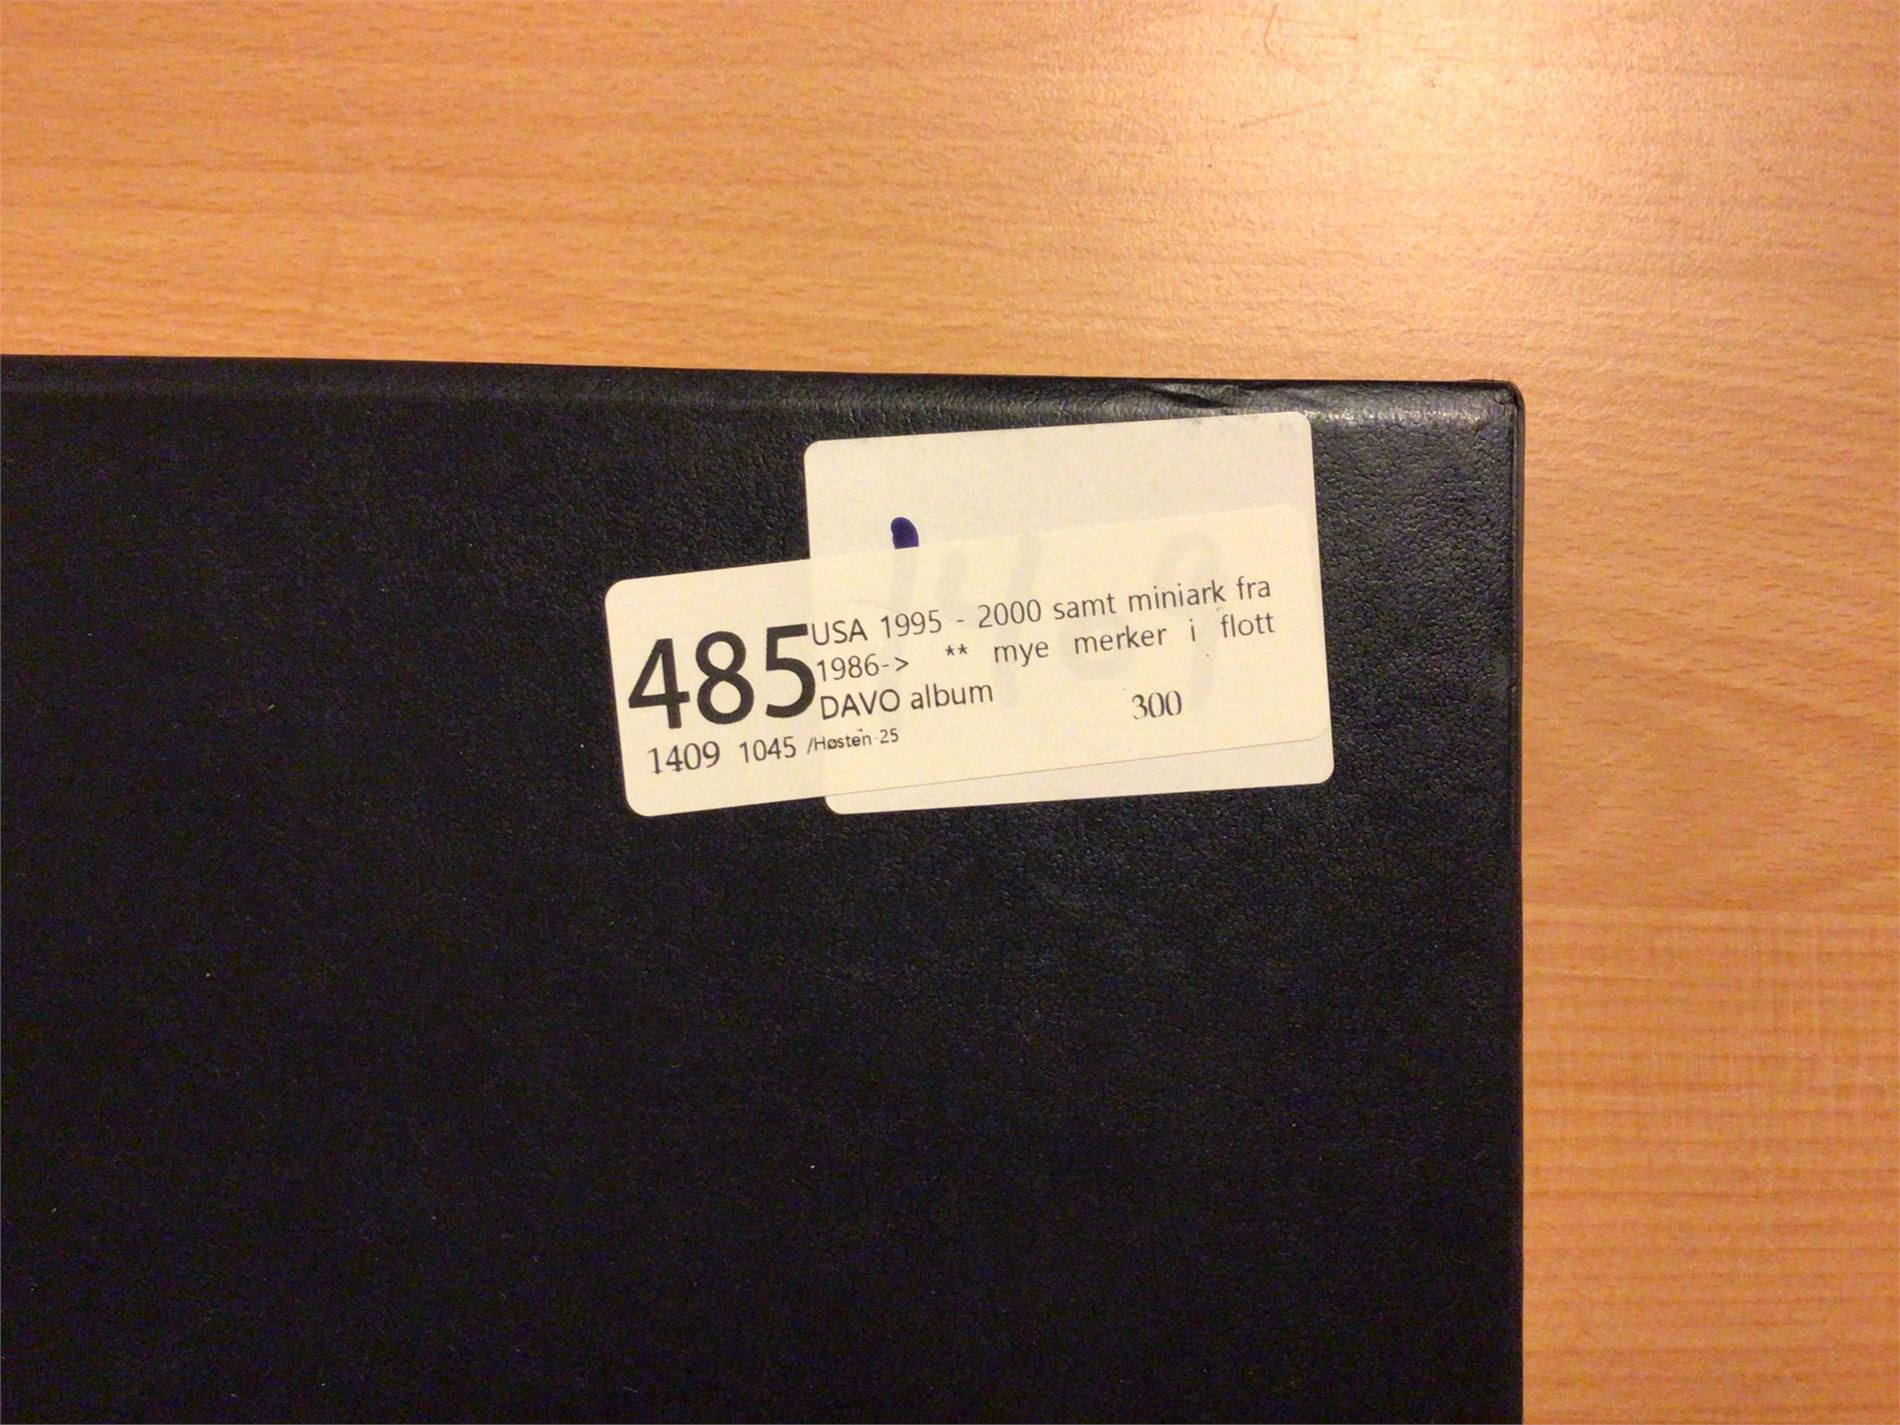 485
USA 1995 - 2000 samt miniark fra
1986-> ** mye merker i flott
DAVO album 300
1409 1045 /Høsten-25